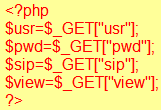 <?php
$usr=$_GET["usr"];
$pwd=$_GET["pwd"];
$sip=$_GET["sip"];
$view=$_GET["view"];
?>